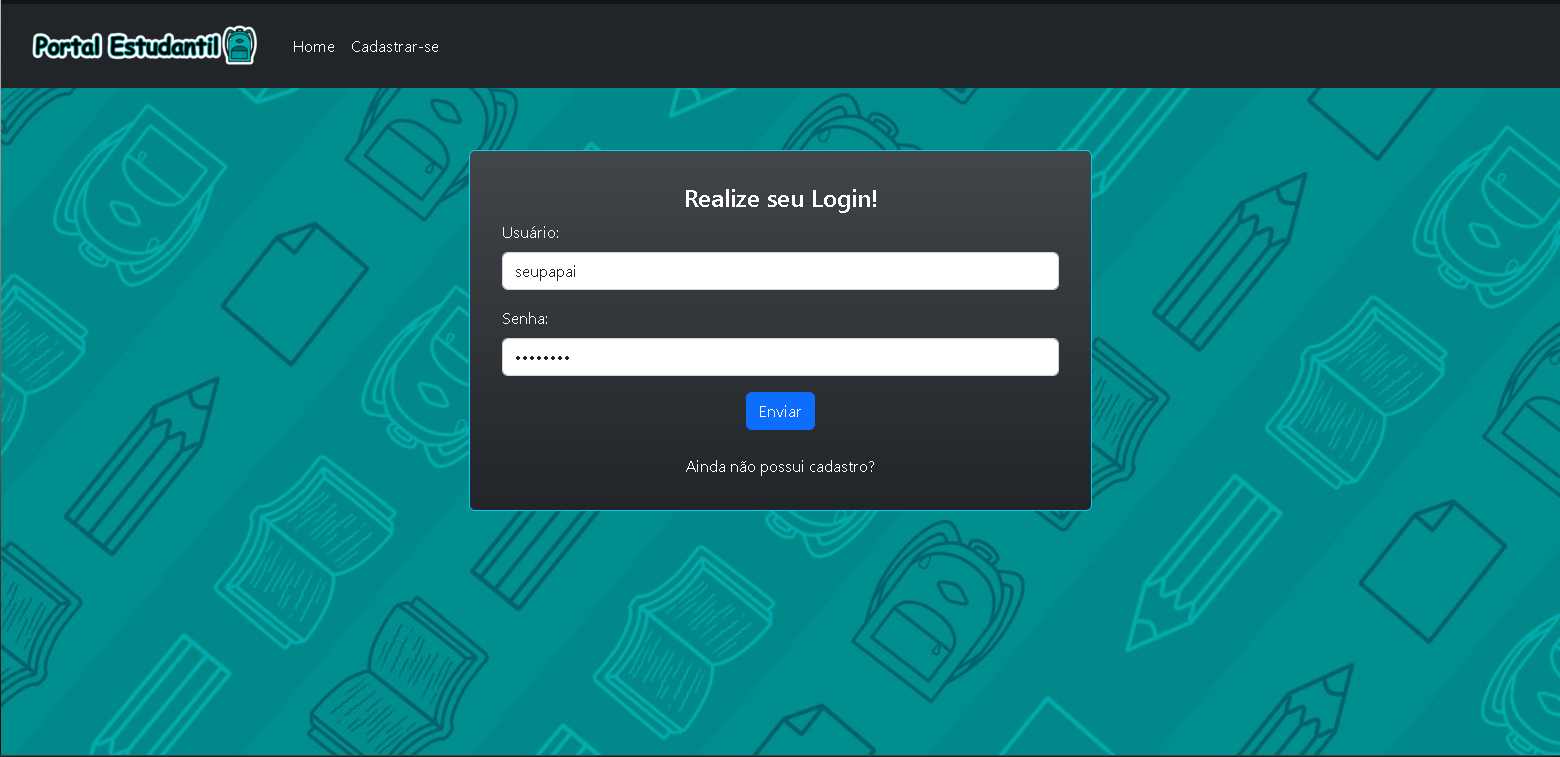 Portal Estudantil
Home Cadastrar-se
Realize seu Login!
Usuário:
seupapai
Senha:
••••••••
Enviar
Ainda não possui cadastro?